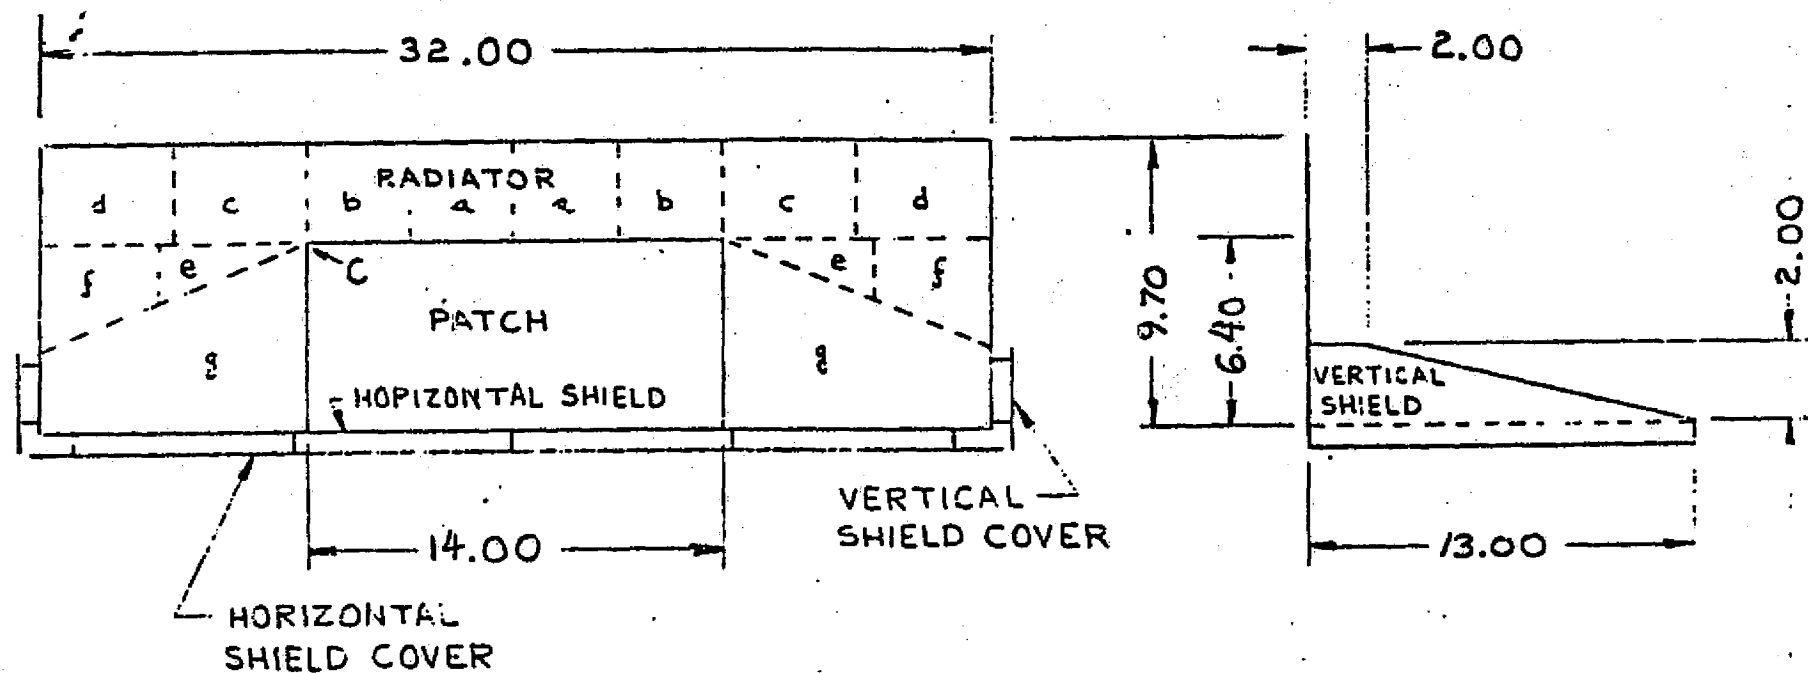 32.00
2.00
RADIATOR
d c b a a b c d
f e C e f
2.00
9.70
6.40
PATCH
g g
HOPIZONTAL SHIELD
VERTICAL
SHIELD
VERTICAL
SHIELD COVER
14.00
13.00
HORIZONTAL
SHIELD COVER